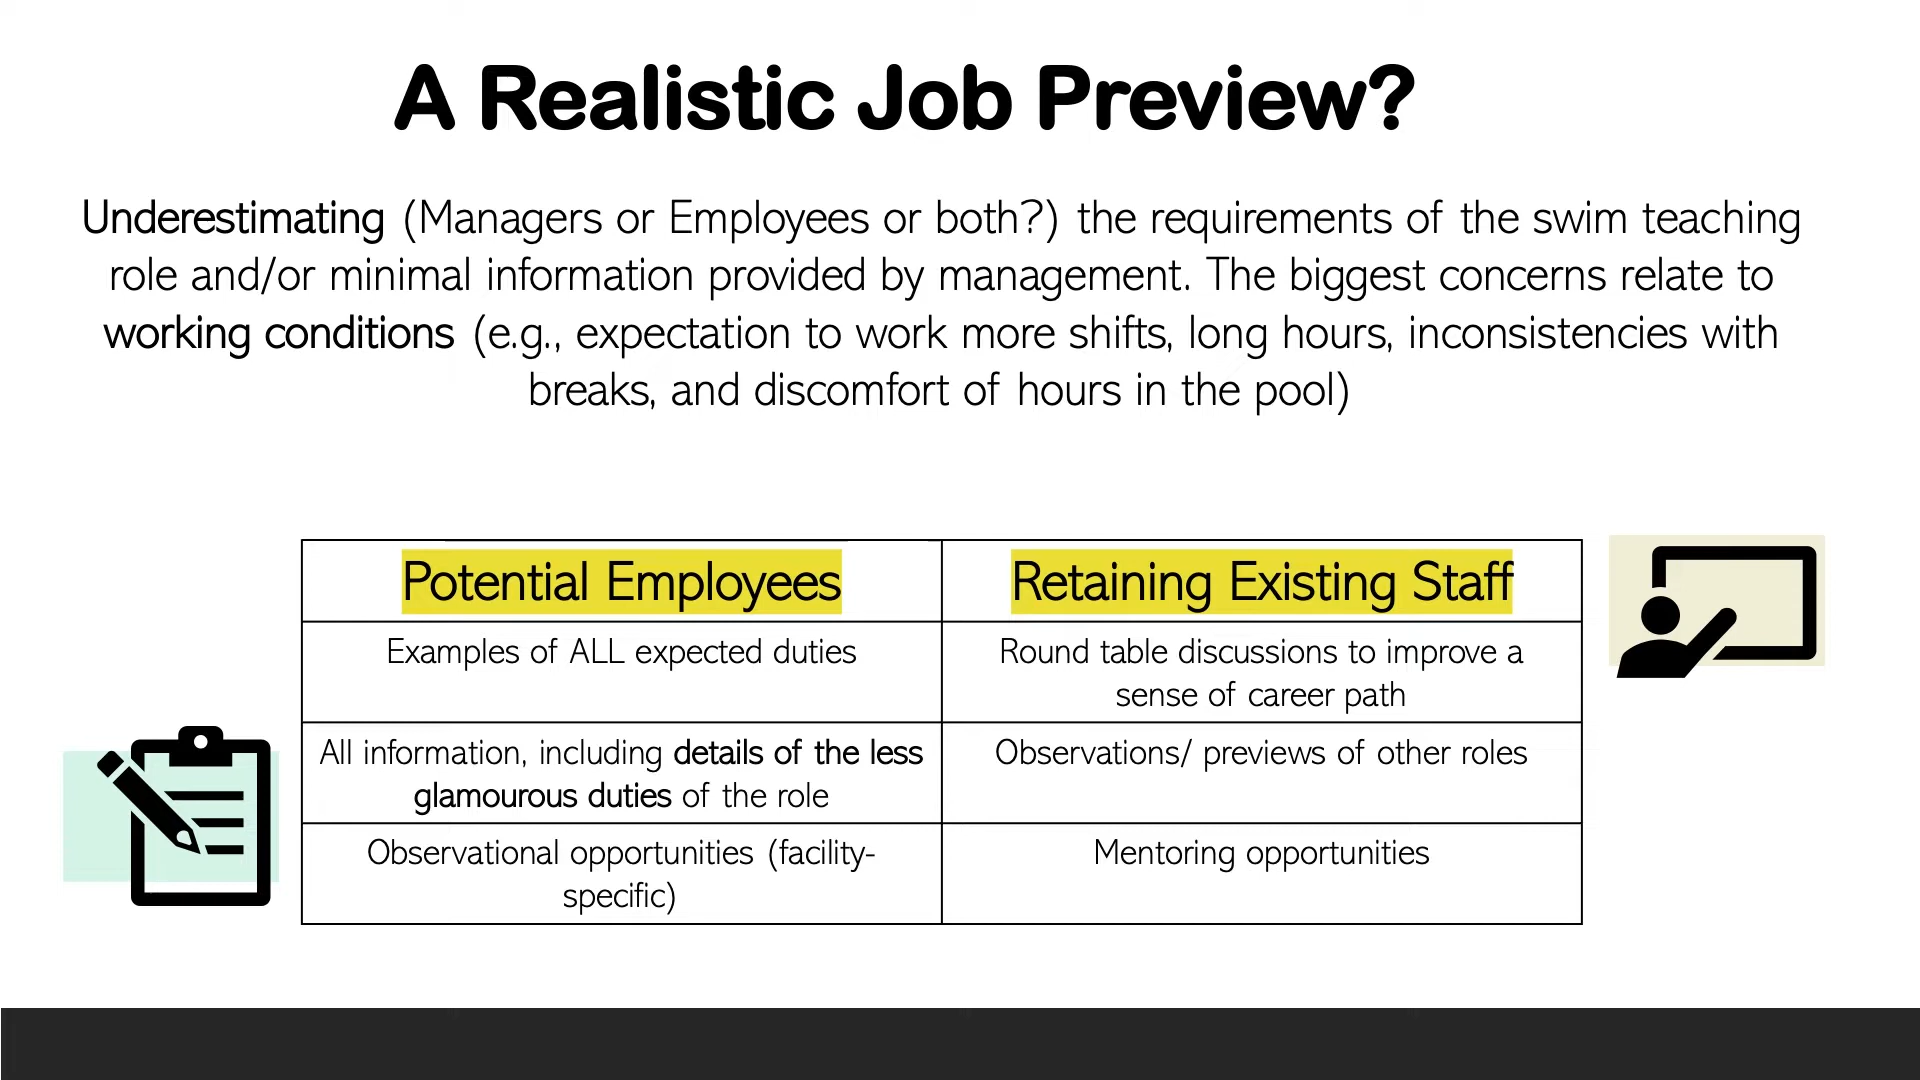 A Realistic Job Preview?
Underestimating (Managers or Employees or both?) the requirements of the swim teaching
role and/or minimal information provided by management. The biggest concerns relate to
working conditions (e.g., expectation to work more shifts, long hours, inconsistencies with
breaks, and discomfort of hours in the pool)
Potential Employees
Retaining Existing Staff
Examples of ALL expected duties
Round table discussions to improve a
sense of career path
All information, including details of the less
glamourous duties of the role
Observations/ previews of other roles
Observational opportunities (facility-
specific)
Mentoring opportunities